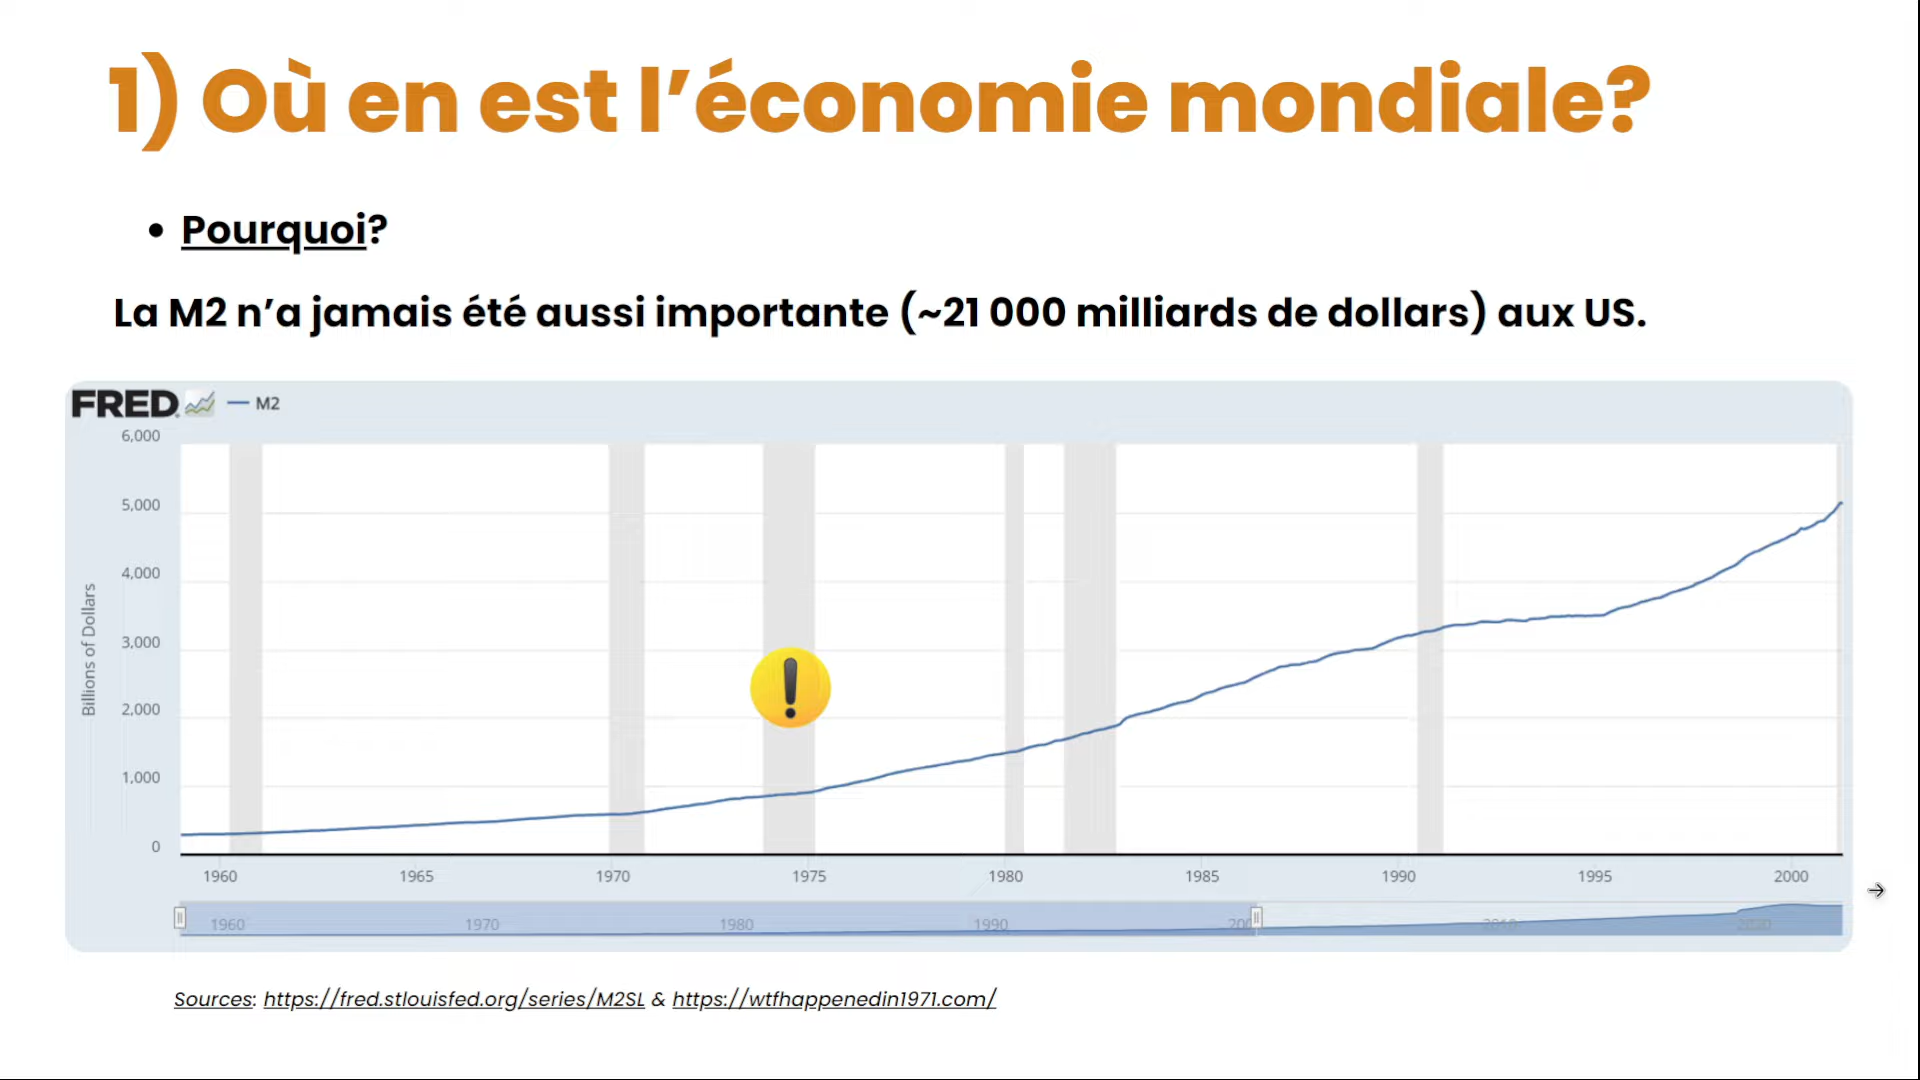 1) Où en est l’économie mondiale?
• Pourquoi?
La M2 n’a jamais été aussi importante (~21 000 milliards de dollars) aux US.
FRED M2
6,000
5,000
4,000
3,000
2,000
1,000
0
Billions of Dollars
1960 1965 1970 1975 1980 1985 1990 1995 2000
1960 1970 1980 1990 200 2010 2020
Sources: https://fred.stlouisfed.org/series/M2SL & https://wtfhappenedin1971.com/